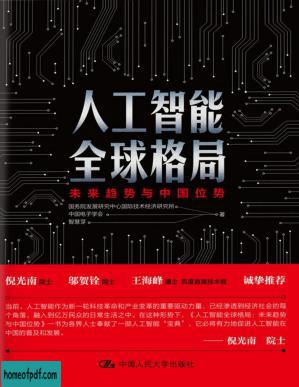 人工智能
全球格局
未来趋势与中国位势
国务院发展研究中心国际技术经济研究所
中国电子学会 著
智慧芽
倪光南 院士 邬贺铨 院士 王海峰 博士 百度首席技术官 诚挚推荐
当前，人工智能作为新一轮科技革命和产业变革的重要驱动力量，已经渗透到经济社会的每
个角落，融入到亿万民众的日常生活之中。在这种形势下，《人工智能全球格局：未来趋势
与中国位势》一书为各界人士奉献了一部人工智能“宝典”，它必将有力地促进人工智能在
中国的普及和发展。
——倪光南 院士
homeofpdf.com
中国人民大学出版社
homeofpdf.com